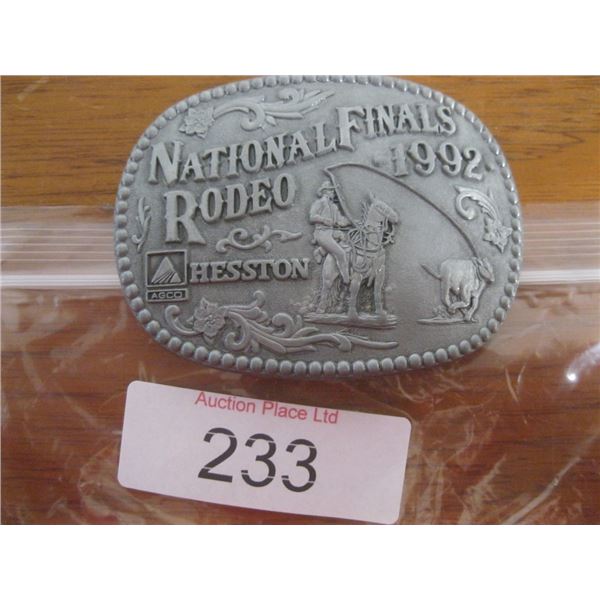 NATIONAL FINALS
1992
RODEO
HESSTON
AGCO
Auction Place Ltd
233